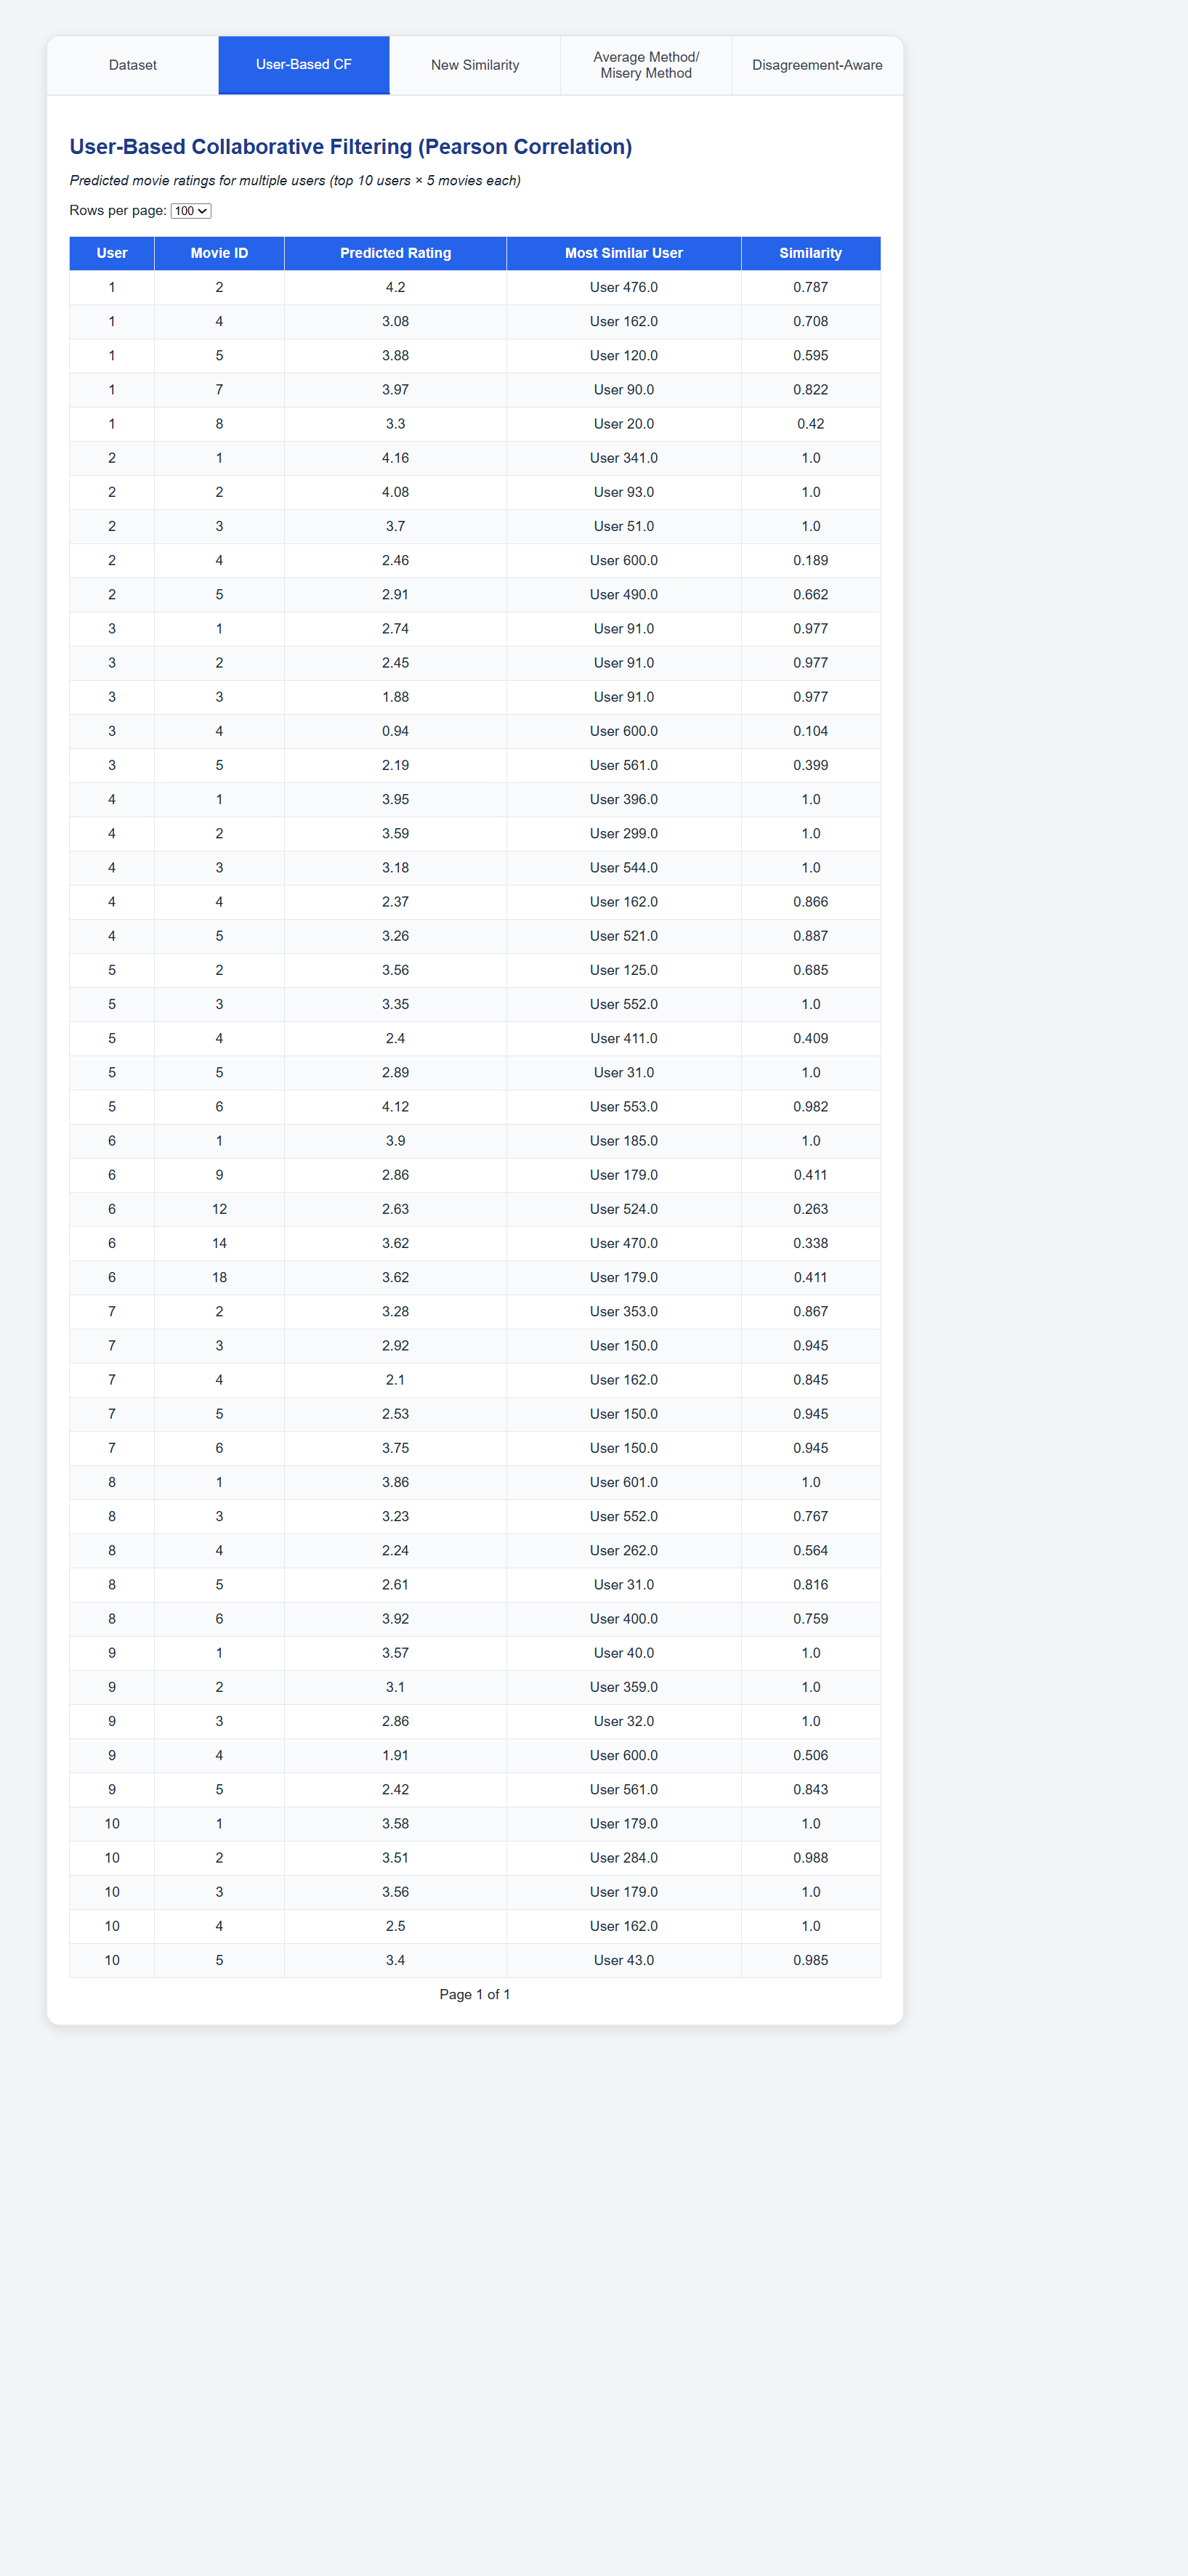 Dataset
User-Based CF
New Similarity
Average Method/
Misery Method
Disagreement-Aware
User-Based Collaborative Filtering (Pearson Correlation)
Predicted movie ratings for multiple users (top 10 users × 5 movies each)
Rows per page: 100
User Movie ID Predicted Rating Most Similar User Similarity
1 2 4.2 User 476.0 0.787
1 4 3.08 User 162.0 0.708
1 5 3.88 User 120.0 0.595
1 7 3.97 User 90.0 0.822
1 8 3.3 User 20.0 0.42
2 1 4.16 User 341.0 1.0
2 2 4.08 User 93.0 1.0
2 3 3.7 User 51.0 1.0
2 4 2.46 User 600.0 0.189
2 5 2.91 User 490.0 0.662
3 1 2.74 User 91.0 0.977
3 2 2.45 User 91.0 0.977
3 3 1.88 User 91.0 0.977
3 4 0.94 User 600.0 0.104
3 5 2.19 User 561.0 0.399
4 1 3.95 User 396.0 1.0
4 2 3.59 User 299.0 1.0
4 3 3.18 User 544.0 1.0
4 4 2.37 User 162.0 0.866
4 5 3.26 User 521.0 0.887
5 2 3.56 User 125.0 0.685
5 3 3.35 User 552.0 1.0
5 4 2.4 User 411.0 0.409
5 5 2.89 User 31.0 1.0
5 6 4.12 User 553.0 0.982
6 1 3.9 User 185.0 1.0
6 9 2.86 User 179.0 0.411
6 12 2.63 User 524.0 0.263
6 14 3.62 User 470.0 0.338
6 18 3.62 User 179.0 0.411
7 2 3.28 User 353.0 0.867
7 3 2.92 User 150.0 0.945
7 4 2.1 User 162.0 0.845
7 5 2.53 User 150.0 0.945
7 6 3.75 User 150.0 0.945
8 1 3.86 User 601.0 1.0
8 3 3.23 User 552.0 0.767
8 4 2.24 User 262.0 0.564
8 5 2.61 User 31.0 0.816
8 6 3.92 User 400.0 0.759
9 1 3.57 User 40.0 1.0
9 2 3.1 User 359.0 1.0
9 3 2.86 User 32.0 1.0
9 4 1.91 User 600.0 0.506
9 5 2.42 User 561.0 0.843
10 1 3.58 User 179.0 1.0
10 2 3.51 User 284.0 0.988
10 3 3.56 User 179.0 1.0
10 4 2.5 User 162.0 1.0
10 5 3.4 User 43.0 0.985
Page 1 of 1